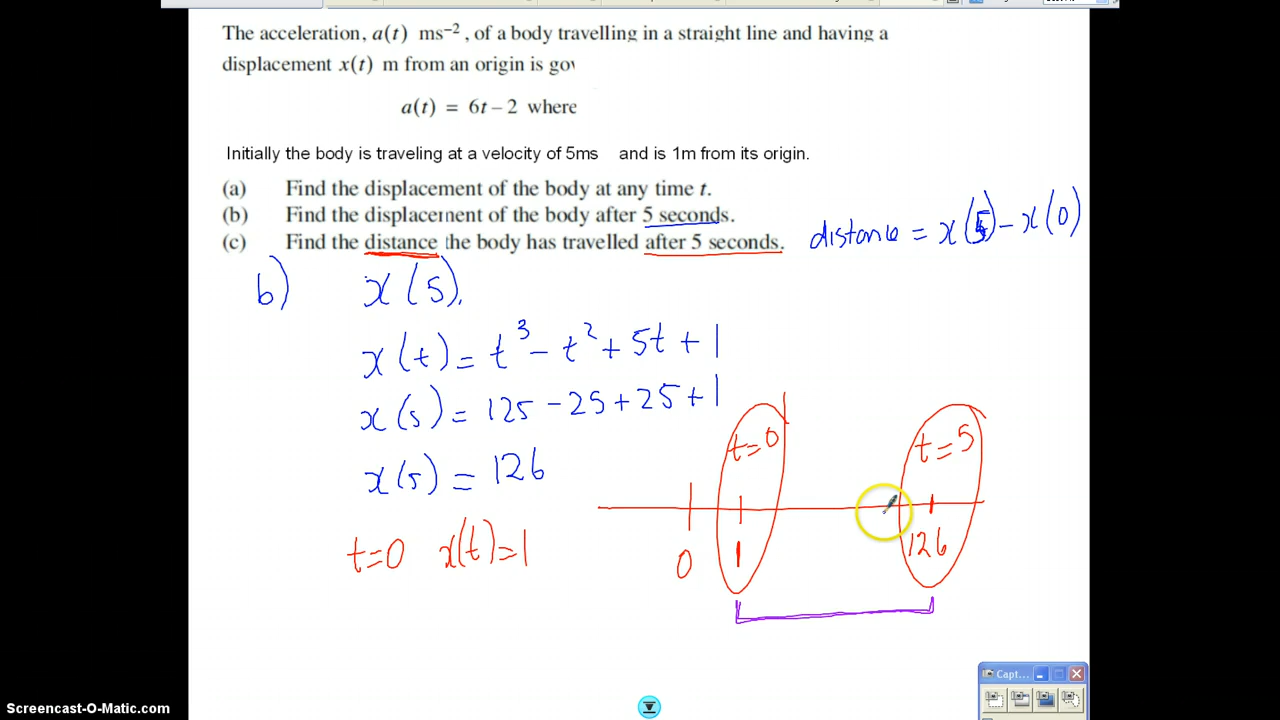 The acceleration, a(t) ms⁻², of a body travelling in a straight line and having a
displacement x(t) m from an origin is gov
a(t) = 6t – 2 where
Initially the body is traveling at a velocity of 5ms and is 1m from its origin.
(a) Find the displacement of the body at any time t.
(b) Find the displacement of the body after 5 seconds.
(c) Find the distance the body has travelled after 5 seconds.
distance = x(5) – x(0)
b) x(5).
x(t) = t³ – t² + 5t + 1
x(5) = 125 – 25 + 25 + 1
x(5) = 126
t=0 x(t)=1
t=0 t=5
0 1 126
Capt...
Screencast-O-Matic.com